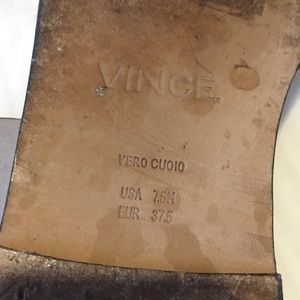 VINCE.
VERO CUOIO
USA 7.5M
EUR 37.5